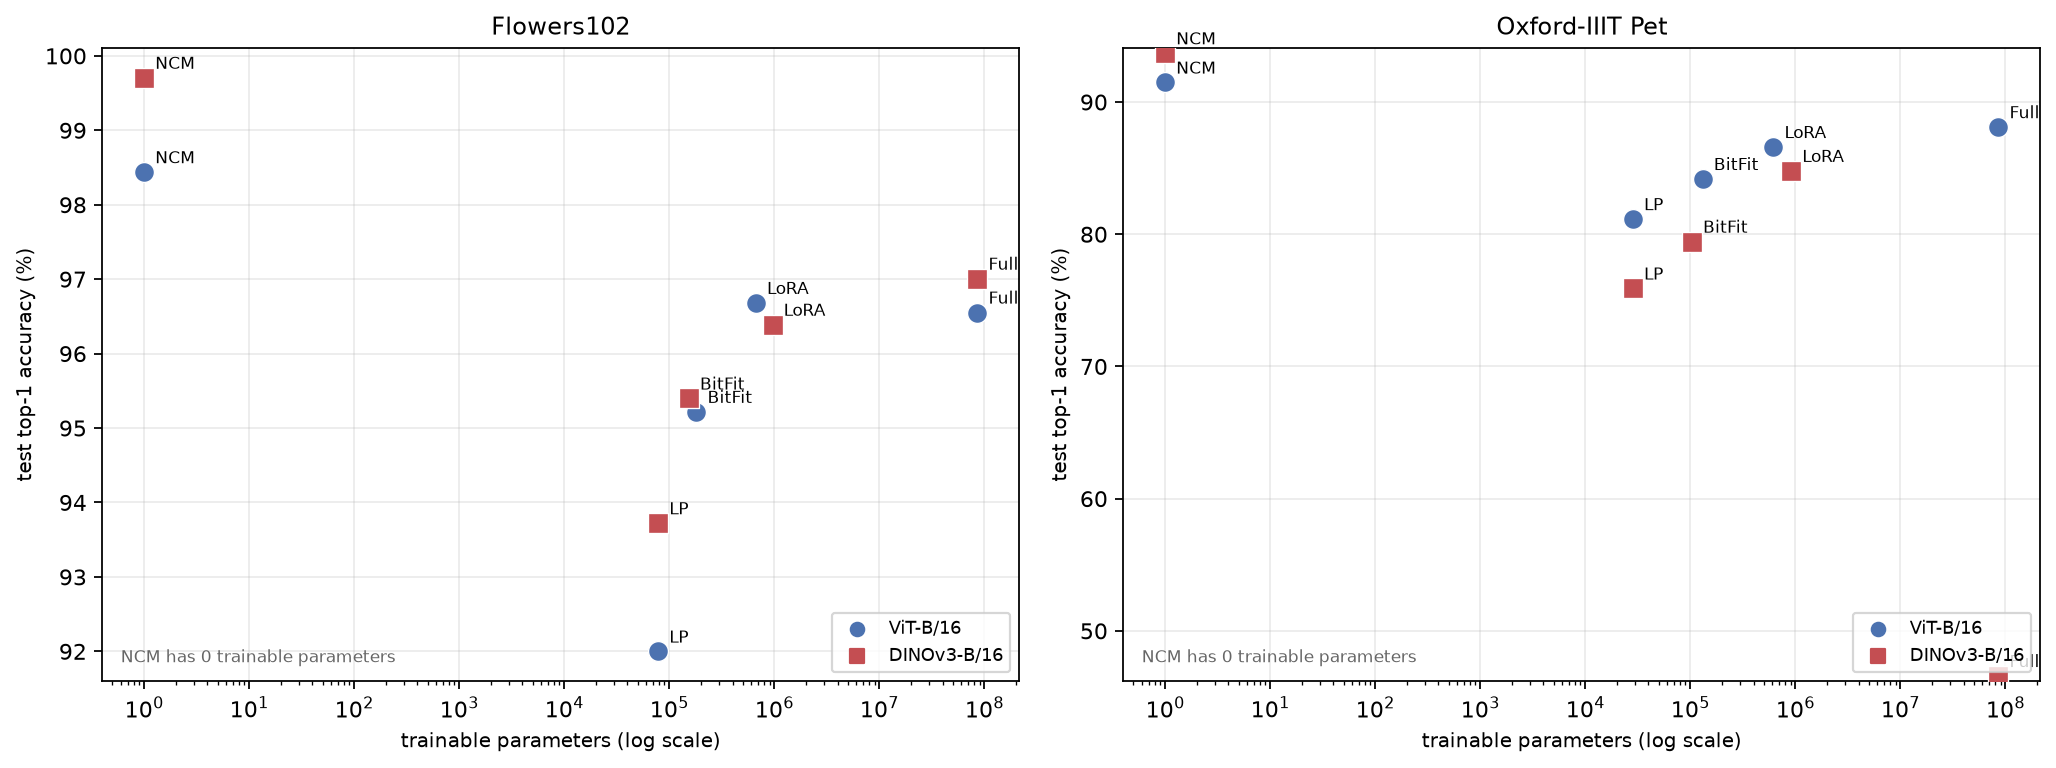 Flowers102
test top-1 accuracy (%)
100
99
98
97
96
95
94
93
92
NCM
NCM
LoRA
LoRA
Full
Full
BitFit
BitFit
LP
LP
NCM has 0 trainable parameters
ViT-B/16
DINOv3-B/16
10^0 10^1 10^2 10^3 10^4 10^5 10^6 10^7 10^8
trainable parameters (log scale)
Oxford-IIIT Pet
test top-1 accuracy (%)
90
80
70
60
50
NCM
NCM
Full
LoRA
LoRA
BitFit
LP
BitFit
LP
NCM has 0 trainable parameters
ViT-B/16
DINOv3-B/16
Full
10^0 10^1 10^2 10^3 10^4 10^5 10^6 10^7 10^8
trainable parameters (log scale)